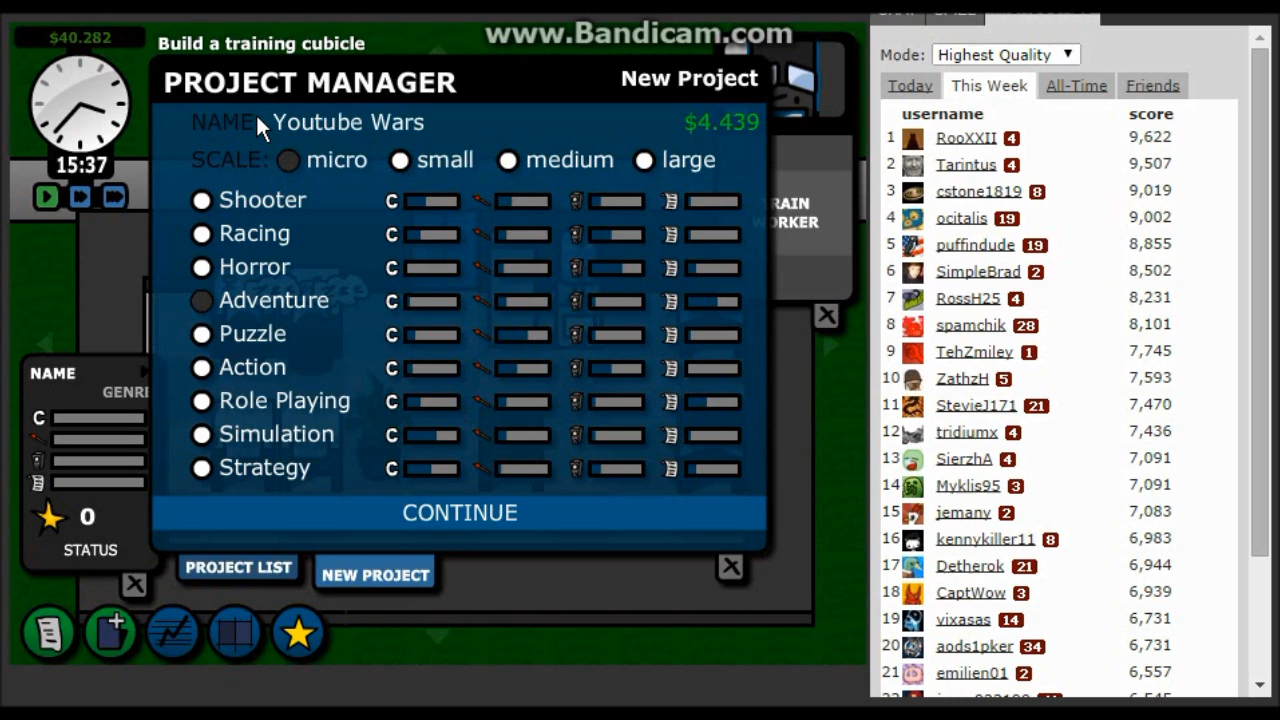 www.Bandicam.com
$40.282
Build a training cubicle
PROJECT MANAGER
New Project
NAME: Youtube Wars
$4.439
SCALE: micro small medium large
Shooter C
Racing C
Horror C
Adventure C
Puzzle C
Action C
Role Playing C
Simulation C
Strategy C
CONTINUE
PROJECT LIST
NEW PROJECT
15:37
NAME
GENRE
C
0
STATUS
Mode: Highest Quality
Today This Week All-Time Friends
username score
1 RooXXII 4 9,622
2 Tarintus 4 9,507
3 cstone1819 8 9,019
4 ocitalis 19 9,002
5 puffindude 19 8,855
6 SimpleBrad 2 8,502
7 RossH25 4 8,231
8 spamchik 28 8,101
9 TehZmiley 1 7,745
10 ZathzH 5 7,593
11 StevieJ171 21 7,470
12 tridiumx 4 7,436
13 SierzhA 4 7,091
14 Myklis95 3 7,091
15 jemany 2 7,083
16 kennykiller11 8 6,983
17 Detherok 21 6,944
18 CaptWow 3 6,939
19 vixasas 14 6,731
20 aods1pker 34 6,731
21 emilien01 2 6,557